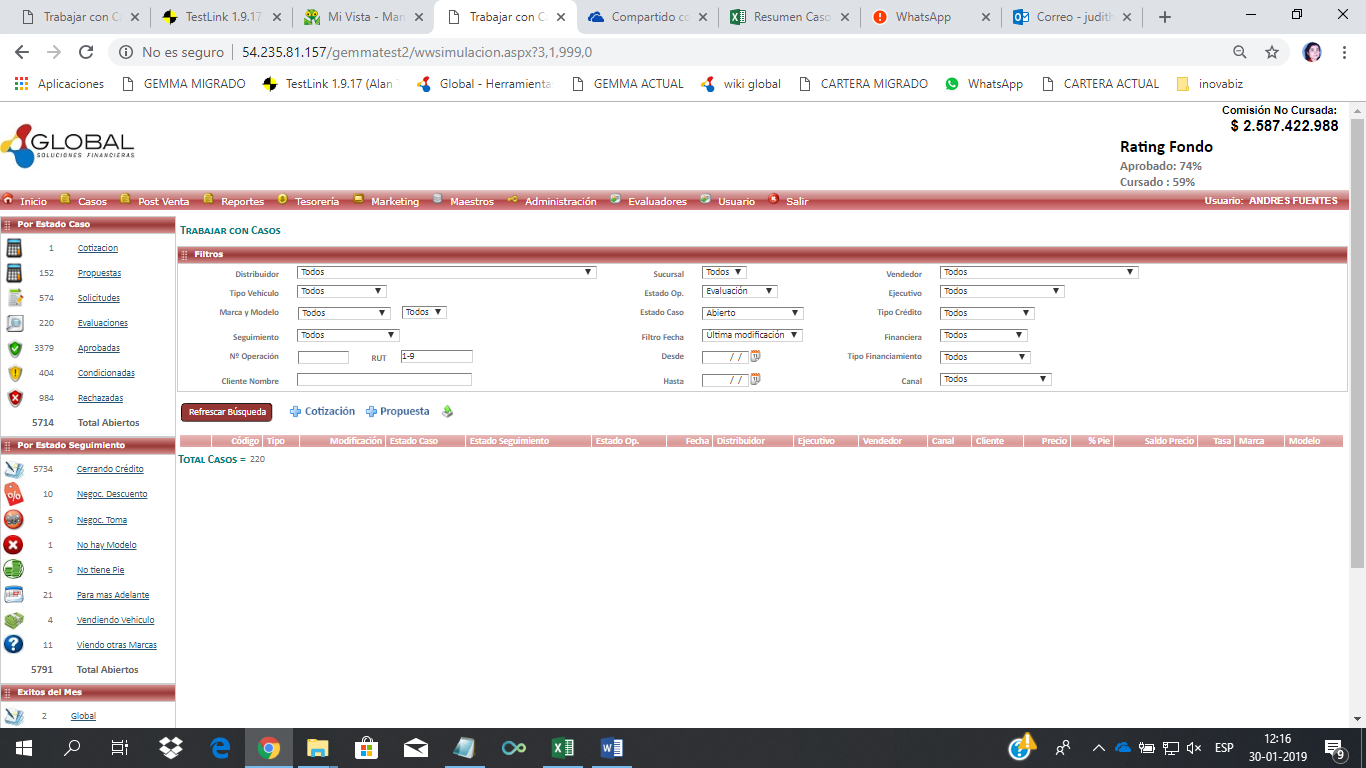 Trabajar con C
TestLink 1.9.17
Mi Vista - Man
Trabajar con C
Compartido co
Resumen Caso
WhatsApp
Correo - judith
No es seguro | 54.235.81.157/gemmatest2/wwsimulacion.aspx?3,1,999,0
Aplicaciones GEMMA MIGRADO TestLink 1.9.17 (Alan Global - Herramienta GEMMA ACTUAL wiki global CARTERA MIGRADO WhatsApp CARTERA ACTUAL inovabiz
Comisión No Cursada:
$ 2.587.422.988
GLOBAL
SOLUCIONES FINANCIERAS
Rating Fondo
Aprobado: 74%
Cursado : 59%
Inicio Casos Post Venta Reportes Tesorería Marketing Maestros Administración Evaluadores Usuario Salir Usuario: ANDRES FUENTES
Por Estado Caso
1 Cotizacion
152 Propuestas
574 Solicitudes
220 Evaluaciones
3379 Aprobadas
404 Condicionadas
984 Rechazadas
5714 Total Abiertos
Por Estado Seguimiento
5734 Cerrando Crédito
10 Negoc. Descuento
5 Negoc. Toma
1 No hay Modelo
5 No tiene Pie
21 Para mas Adelante
4 Vendiendo Vehiculo
11 Viendo otras Marcas
5791 Total Abiertos
Exitos del Mes
2 Global
TRABAJAR CON CASOS
Filtros
Distribuidor Todos Sucursal Todos Vendedor Todos
Tipo Vehículo Todos Estado Op. Evaluación Ejecutivo Todos
Marca y Modelo Todos Todos Estado Caso Abierto Tipo Crédito Todos
Seguimiento Todos Filtro Fecha Última modificación Financiera Todos
Nº Operación RUT 1-9 Desde / / Tipo Financiamiento Todos
Cliente Nombre Hasta / / Canal Todos
Refrescar Búsqueda Cotización Propuesta
Código Tipo Modificación Estado Caso Estado Seguimiento Estado Op. Fecha Distribuidor Ejecutivo Vendedor Canal Cliente Precio % Pie Saldo Precio Tasa Marca Modelo
TOTAL CASOS = 220
ESP
12:16
30-01-2019
9